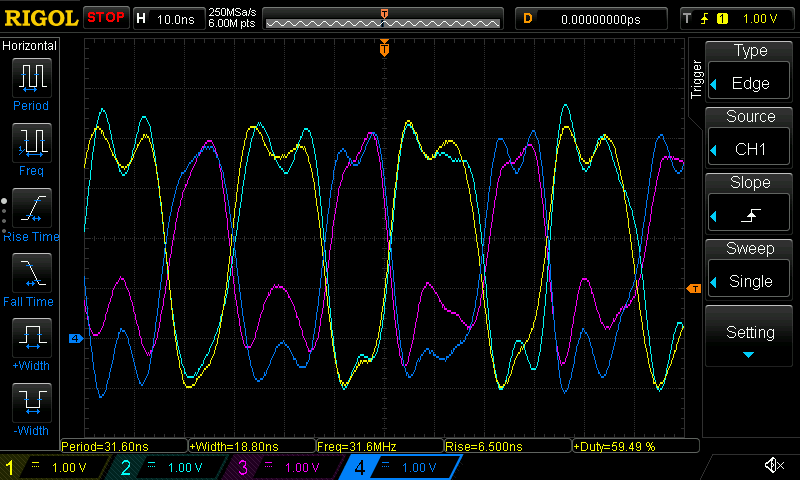 RIGOL STOP H 10.0ns 250MSa/s 6.00M pts T D 0.00000000ps T 1 1.00 V
Horizontal
Period
Freq
Rise Time
Fall Time
+Width
-Width
T
4
T
Trigger
Type
Edge
Source
CH1
Slope
Sweep
Single
Setting
Period=31.60ns +Width=18.80ns Freq=31.6MHz Rise=6.500ns +Duty=59.49 %
1 1.00 V 2 1.00 V 3 1.00 V 4 1.00 V